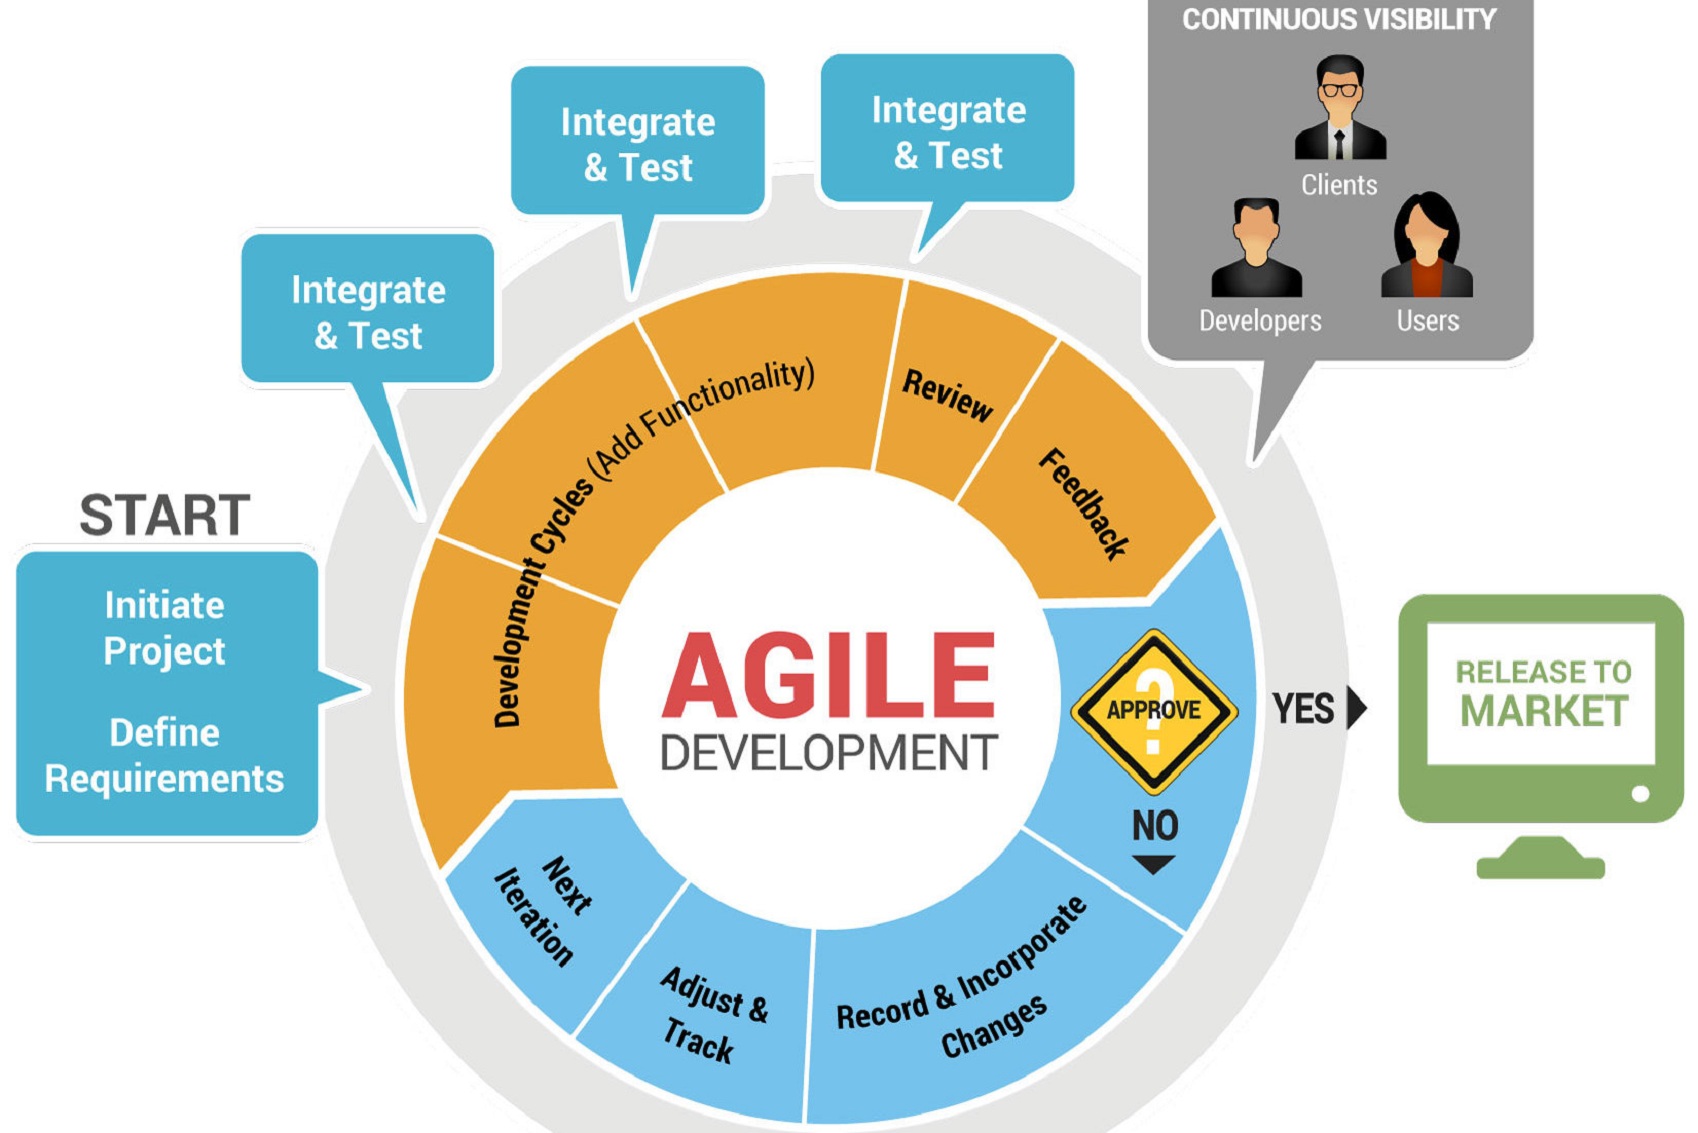 CONTINUOUS VISIBILITY
Clients
Developers
Users
Integrate
& Test
Integrate
& Test
Integrate
& Test
START
Initiate
Project
Define
Requirements
Development Cycles (Add Functionality)
Review
Feedback
AGILE
DEVELOPMENT
?
APPROVE
YES
NO
RELEASE TO
MARKET
Record & Incorporate
Changes
Adjust &
Track
Next
Iteration